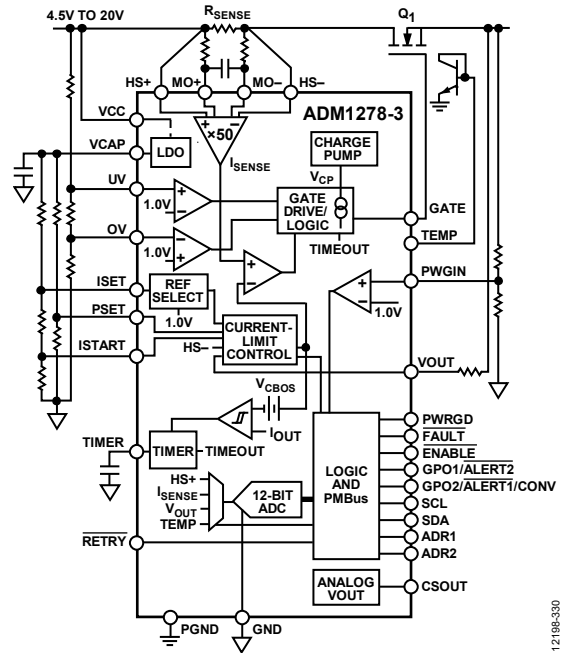 4.5V TO 20V
RSENSE
Q1
HS+
MO+
MO–
HS–
ADM1278-3
VCC
×50
+
–
VCAP
LDO
ISENSE
CHARGE
PUMP
VCP
UV
1.0V
+
–
GATE
DRIVE/
LOGIC
GATE
OV
1.0V
–
+
TIMEOUT
TEMP
ISET
REF
SELECT
+
–
+
–
PWGIN
PSET
1.0V
1.0V
CURRENT-
LIMIT
CONTROL
ISTART
HS–
VOUT
VCBOS
IOUT
PWRGD
FAULT
TIMER
TIMER
TIMEOUT
ENABLE
LOGIC
AND
PMBus
GPO1/ALERT2
HS+
ISENSE
VOUT
TEMP
12-BIT
ADC
GPO2/ALERT1/CONV
SCL
SDA
RETRY
ADR1
ADR2
ANALOG
VOUT
CSOUT
PGND
GND
12198-330